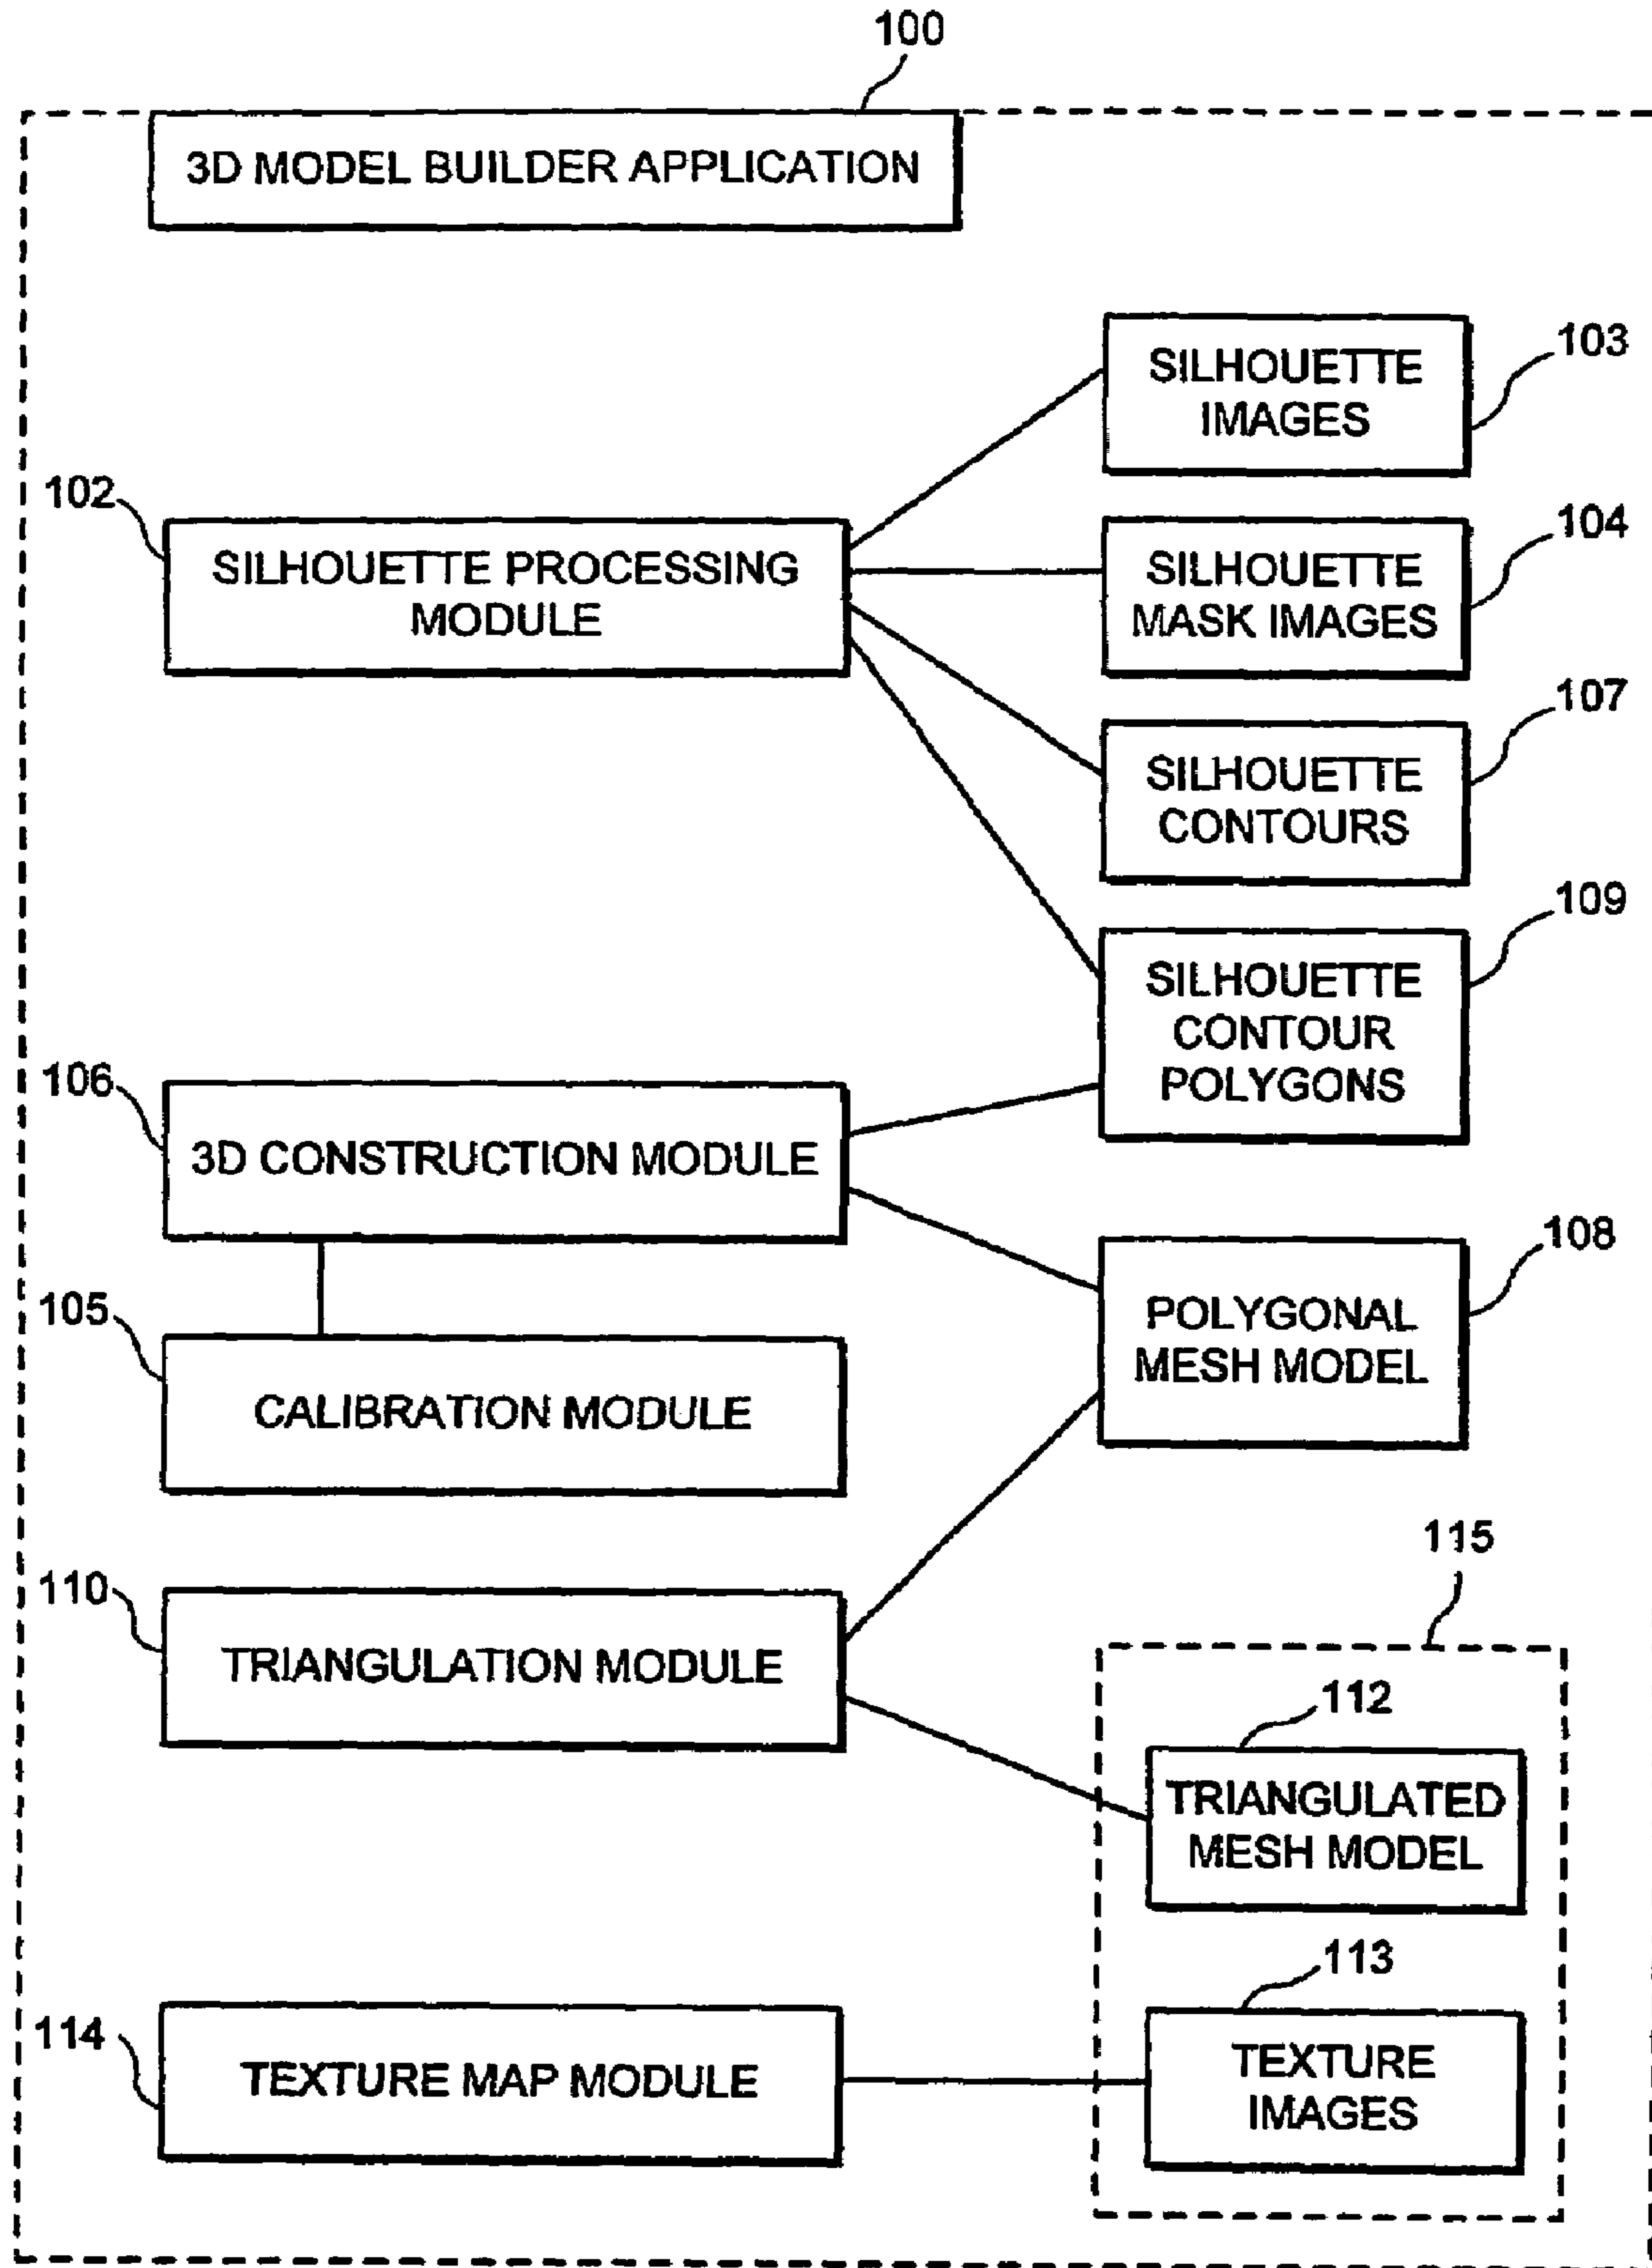 100
3D MODEL BUILDER APPLICATION
SILHOUETTE
IMAGES
103
102
SILHOUETTE PROCESSING
MODULE
SILHOUETTE
MASK IMAGES
104
SILHOUETTE
CONTOURS
107
SILHOUETTE
CONTOUR
POLYGONS
109
106
3D CONSTRUCTION MODULE
108
POLYGONAL
MESH MODEL
105
CALIBRATION MODULE
115
110
TRIANGULATION MODULE
112
TRIANGULATED
MESH MODEL
113
114
TEXTURE MAP MODULE
TEXTURE
IMAGES